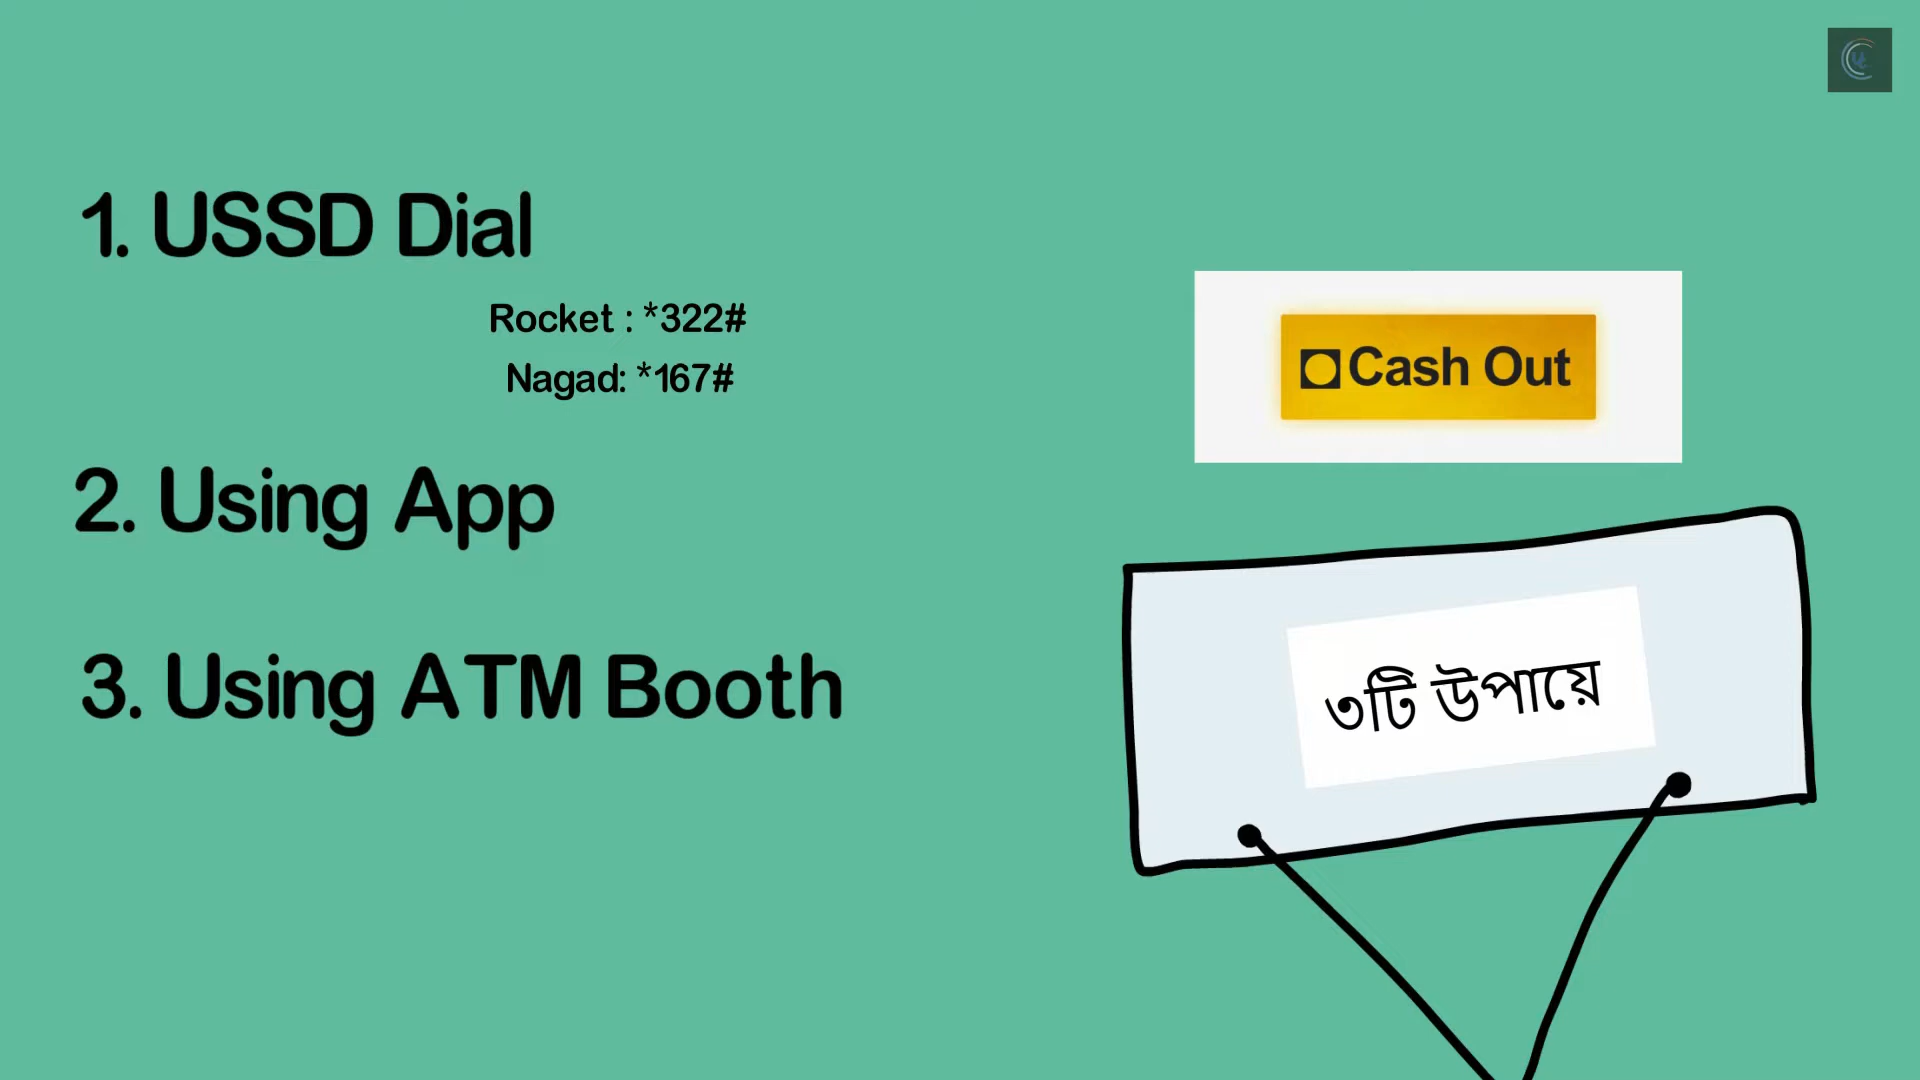 1. USSD Dial
Rocket : *322#
Nagad: *167#
2. Using App
3. Using ATM Booth
Cash Out
৩টি উপায়ে